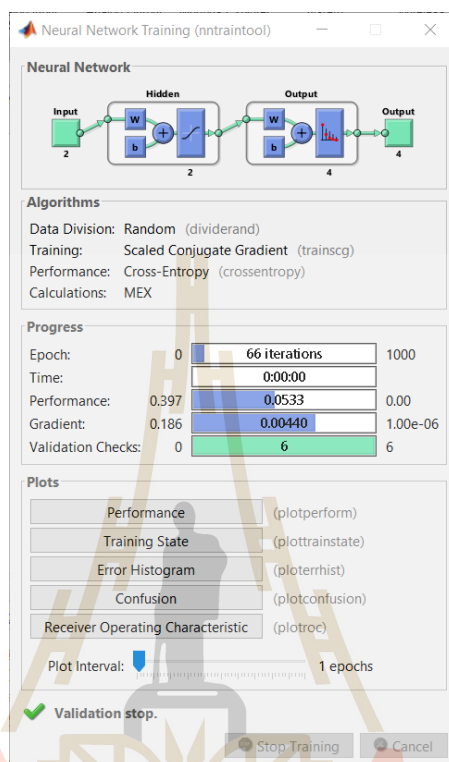 Neural Network Training (nntraintool)
Neural Network
Hidden Output
Input Output
W W
b b
2 2 4 4
Algorithms
Data Division: Random (dividerand)
Training: Scaled Conjugate Gradient (trainscg)
Performance: Cross-Entropy (crossentropy)
Calculations: MEX
Progress
Epoch: 0 66 iterations 1000
Time: 0:00:00
Performance: 0.397 0.0533 0.00
Gradient: 0.186 0.00440 1.00e-06
Validation Checks: 0 6 6
Plots
Performance (plotperform)
Training State (plottrainstate)
Error Histogram (ploterrhist)
Confusion (plotconfusion)
Receiver Operating Characteristic (plotroc)
Plot Interval: 1 epochs
Validation stop.
Stop Training Cancel